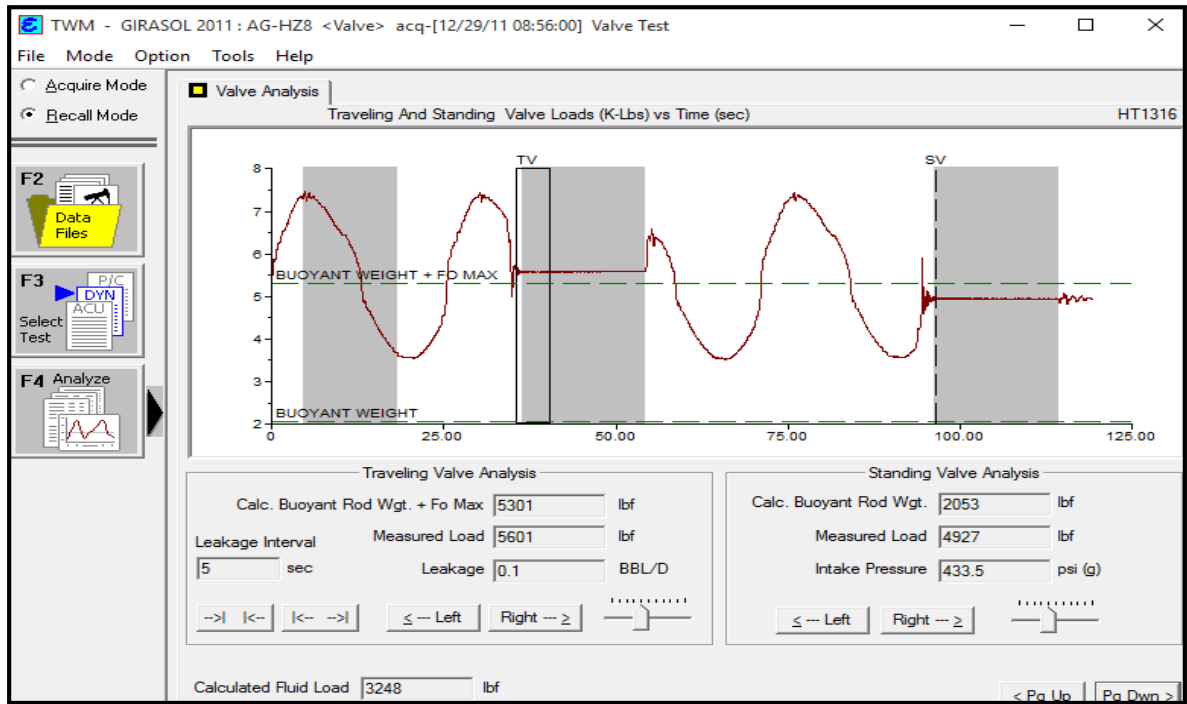 TWM - GIRASOL 2011 : AG-HZ8 <Valve> acq-[12/29/11 08:56:00] Valve Test
File Mode Option Tools Help
Acquire Mode
Recall Mode
F2
Data
Files
F3
P/C
DYN
ACU
Select
Test
F4 Analyze
Valve Analysis
Traveling And Standing Valve Loads (K-Lbs) vs Time (sec) HT1316
TV SV
8
7
6
BUOYANT WEIGHT + FO MAX
5
4
3
BUOYANT WEIGHT
2
0 25.00 50.00 75.00 100.00 125.00
Traveling Valve Analysis
Calc. Buoyant Rod Wgt. + Fo Max 5301 lbf
Leakage Interval Measured Load 5601 lbf
5 sec Leakage 0.1 BBL/D
-->| |<-- |<-- -->| < --- Left Right --- >
Standing Valve Analysis
Calc. Buoyant Rod Wgt. 2053 lbf
Measured Load 4927 lbf
Intake Pressure 433.5 psi (g)
< --- Left Right --- >
Calculated Fluid Load 3248 lbf
< Pg Up Pg Dwn >